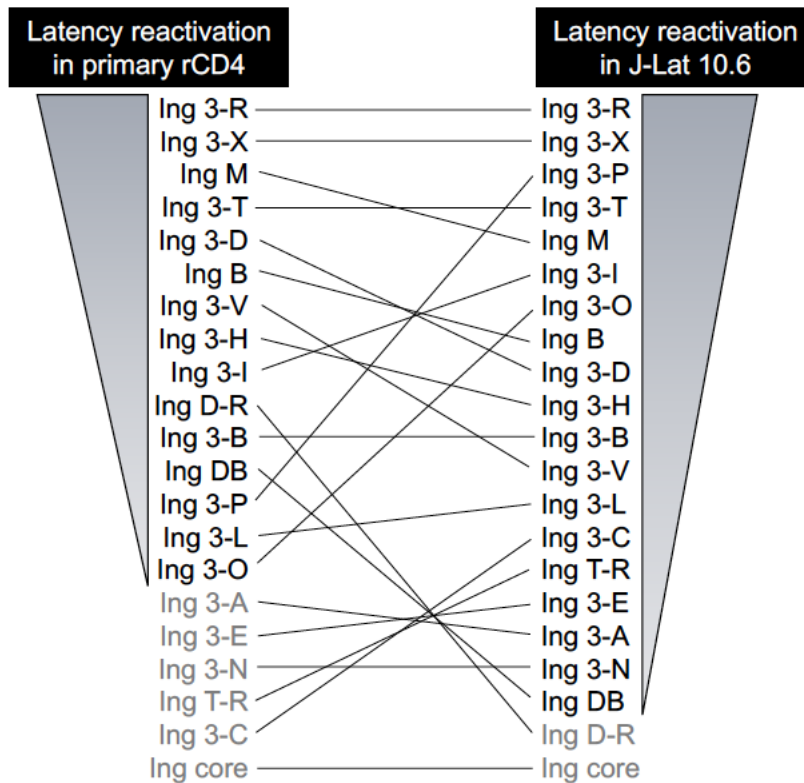 Latency reactivation
in primary rCD4
Latency reactivation
in J-Lat 10.6
Ing 3-R
Ing 3-X
Ing M
Ing 3-T
Ing 3-D
Ing B
Ing 3-V
Ing 3-H
Ing 3-I
Ing D-R
Ing 3-B
Ing DB
Ing 3-P
Ing 3-L
Ing 3-O
Ing 3-A
Ing 3-E
Ing 3-N
Ing T-R
Ing 3-C
Ing core
Ing 3-R
Ing 3-X
Ing 3-P
Ing 3-T
Ing M
Ing 3-I
Ing 3-O
Ing B
Ing 3-D
Ing 3-H
Ing 3-B
Ing 3-V
Ing 3-L
Ing 3-C
Ing T-R
Ing 3-E
Ing 3-A
Ing 3-N
Ing DB
Ing D-R
Ing core